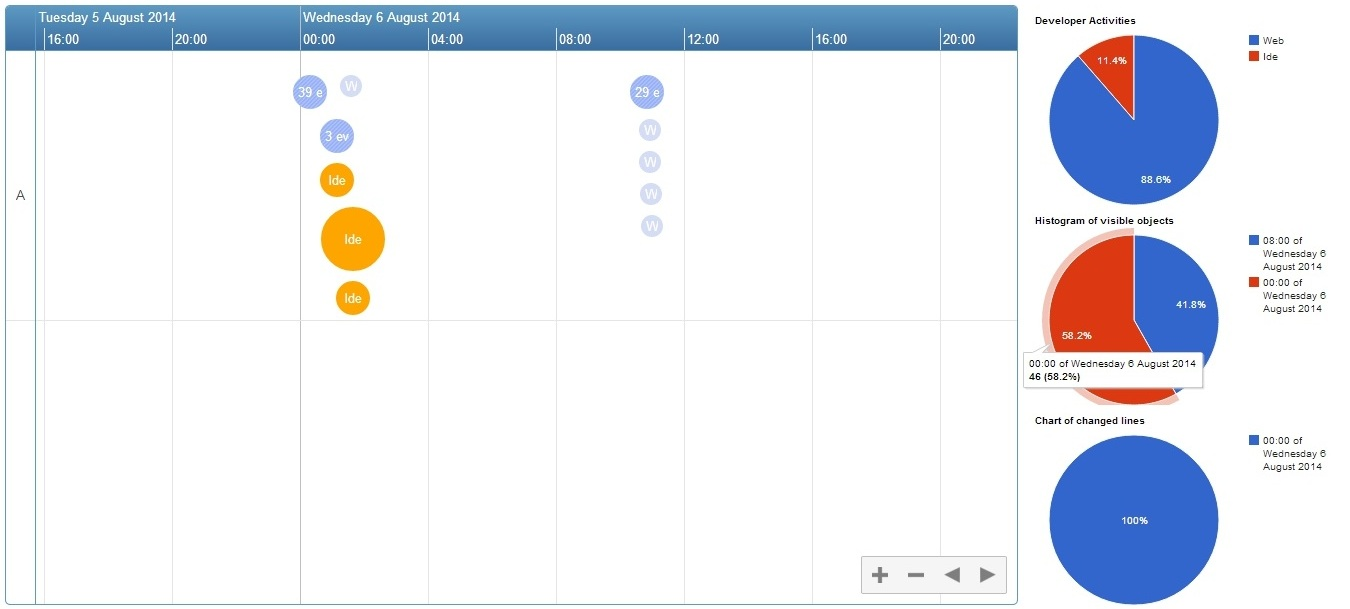 Tuesday 5 August 2014
Wednesday 6 August 2014
16:00 20:00 00:00 04:00 08:00 12:00 16:00 20:00
39 e
W
29 e
W
3 ev
W
Ide
A
W
W
Ide
Ide
Developer Activities
Web
Ide
11.4%
88.6%
Histogram of visible objects
08:00 of
Wednesday 6
August 2014
00:00 of
Wednesday 6
August 2014
41.8%
58.2%
00:00 of Wednesday 6 August 2014
46 (58.2%)
Chart of changed lines
00:00 of
Wednesday 6
August 2014
100%